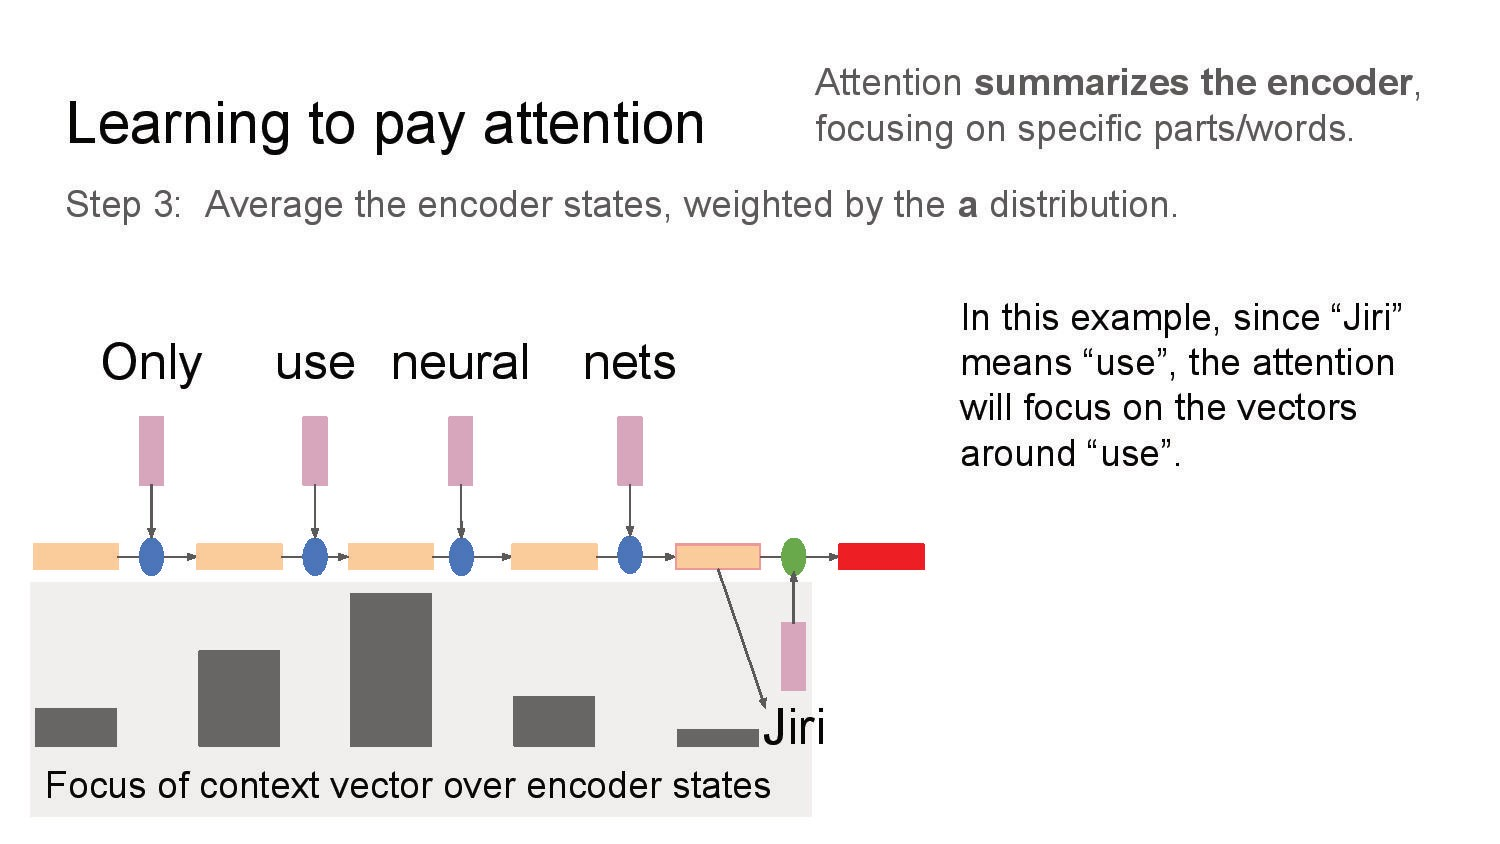 Learning to pay attention
Attention summarizes the encoder,
focusing on specific parts/words.
Step 3: Average the encoder states, weighted by the a distribution.
In this example, since “Jiri”
means “use”, the attention
will focus on the vectors
around “use”.
Only use neural nets
Jiri
Focus of context vector over encoder states